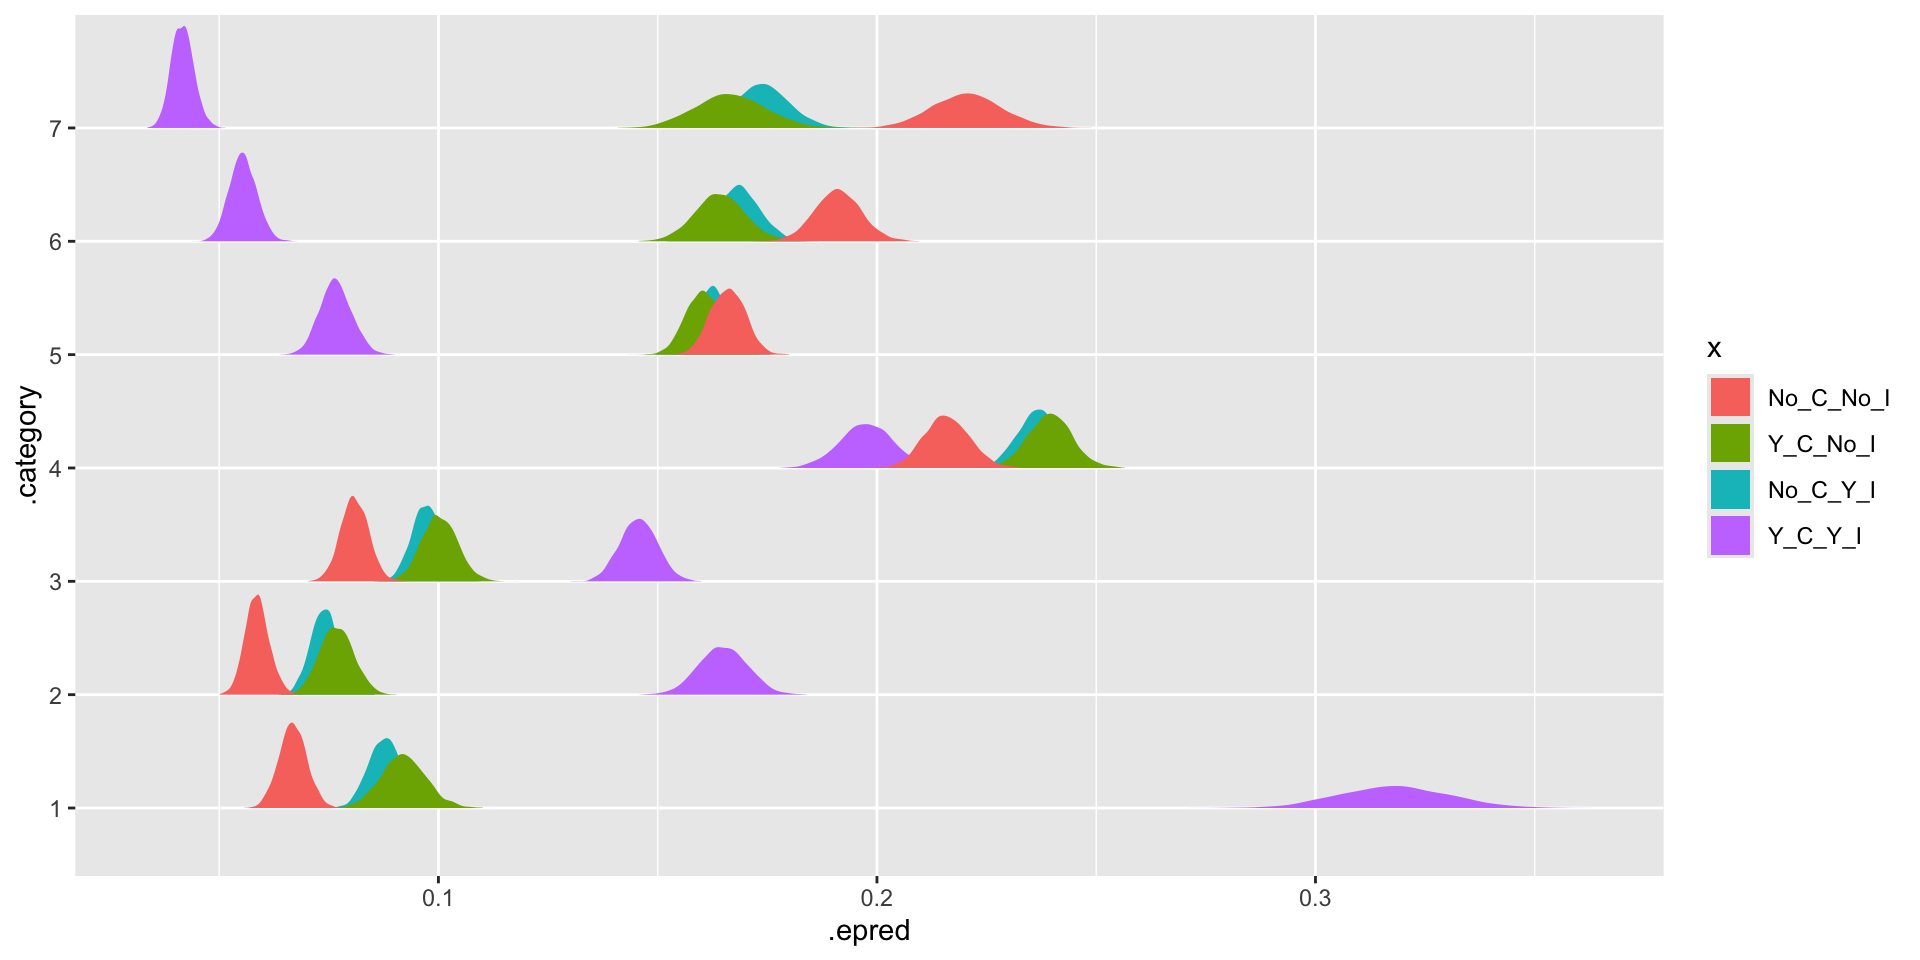 7
6
5
4
3
2
1
.category
0.1
0.2
0.3
.epred
x
No_C_No_I
Y_C_No_I
No_C_Y_I
Y_C_Y_I